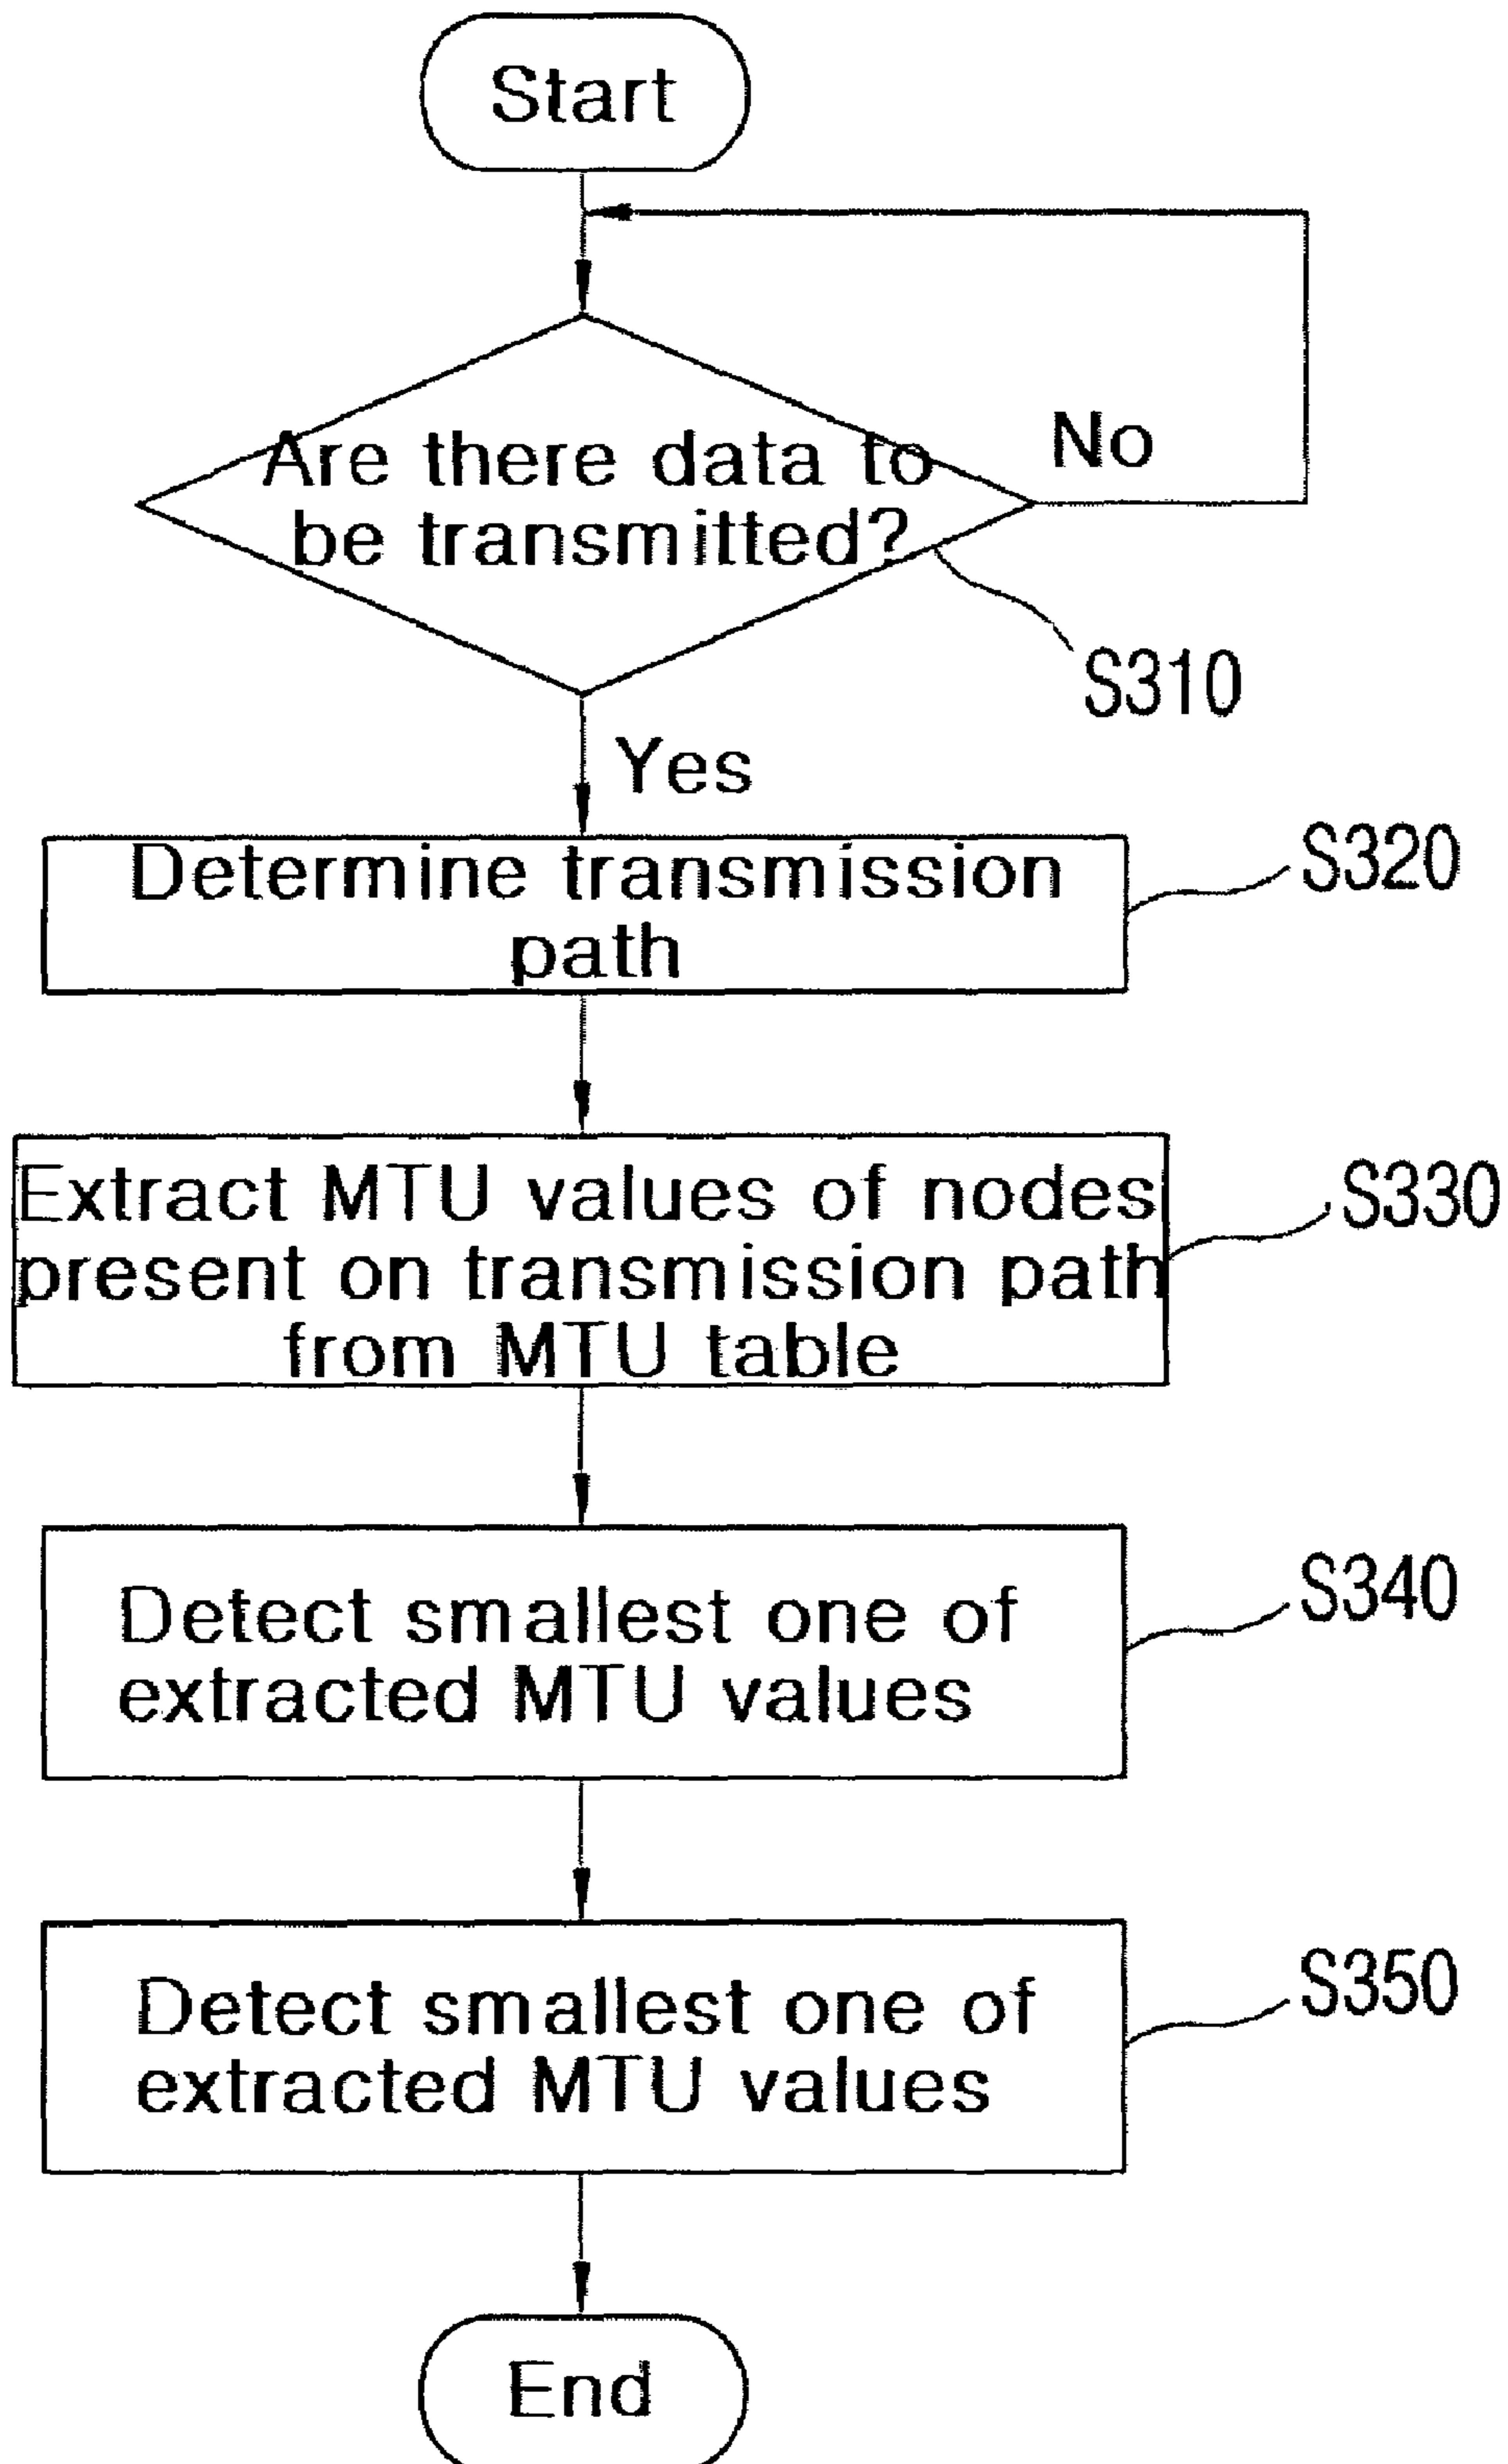 Start
Are there data to
be transmitted?
No
S310
Yes
Determine transmission
path
S320
Extract MTU values of nodes
present on transmission path
from MTU table
S330
Detect smallest one of
extracted MTU values
S340
Detect smallest one of
extracted MTU values
S350
End